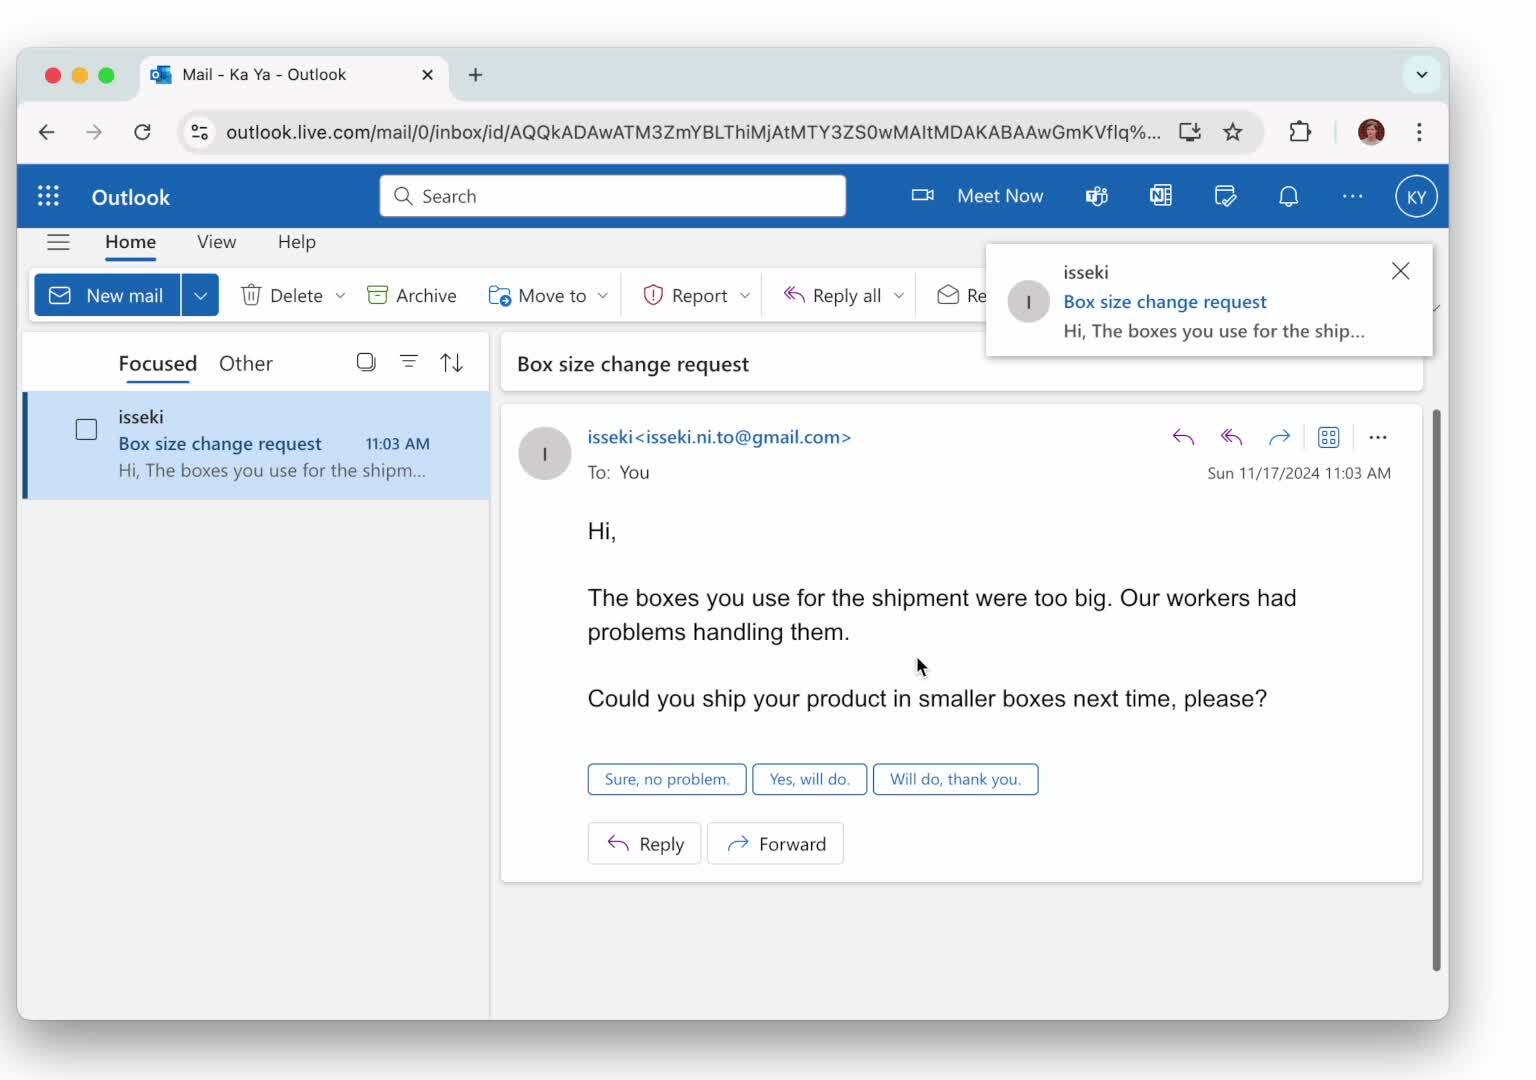 Mail - Ka Ya - Outlook
outlook.live.com/mail/0/inbox/id/AQQkADAwATM3ZmYBLThiMjAtMTY3ZS0wMAItMDAKABAAwGmKVflq%...
Outlook
Search
Meet Now
KY
Home View Help
New mail
Delete
Archive
Move to
Report
Reply all
Re
isseki
I
Box size change request
Hi, The boxes you use for the ship...
Focused Other
isseki
Box size change request 11:03 AM
Hi, The boxes you use for the shipm...
Box size change request
I
isseki<isseki.ni.to@gmail.com>
To: You
Sun 11/17/2024 11:03 AM
Hi,
The boxes you use for the shipment were too big. Our workers had
problems handling them.
Could you ship your product in smaller boxes next time, please?
Sure, no problem.
Yes, will do.
Will do, thank you.
Reply
Forward